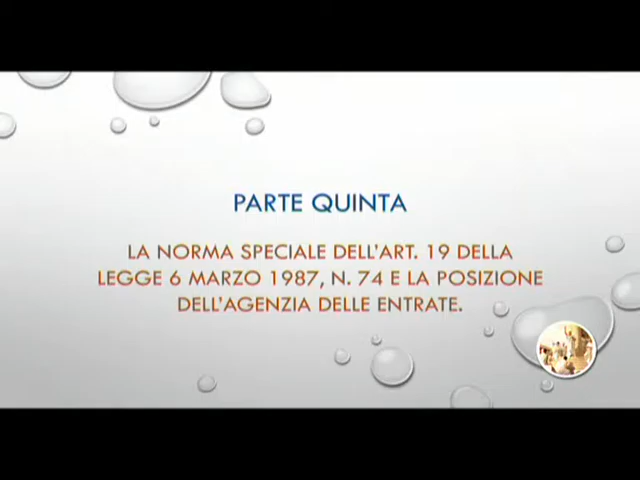 PARTE QUINTA
LA NORMA SPECIALE DELL'ART. 19 DELLA
LEGGE 6 MARZO 1987, N. 74 E LA POSIZIONE
DELL'AGENZIA DELLE ENTRATE.